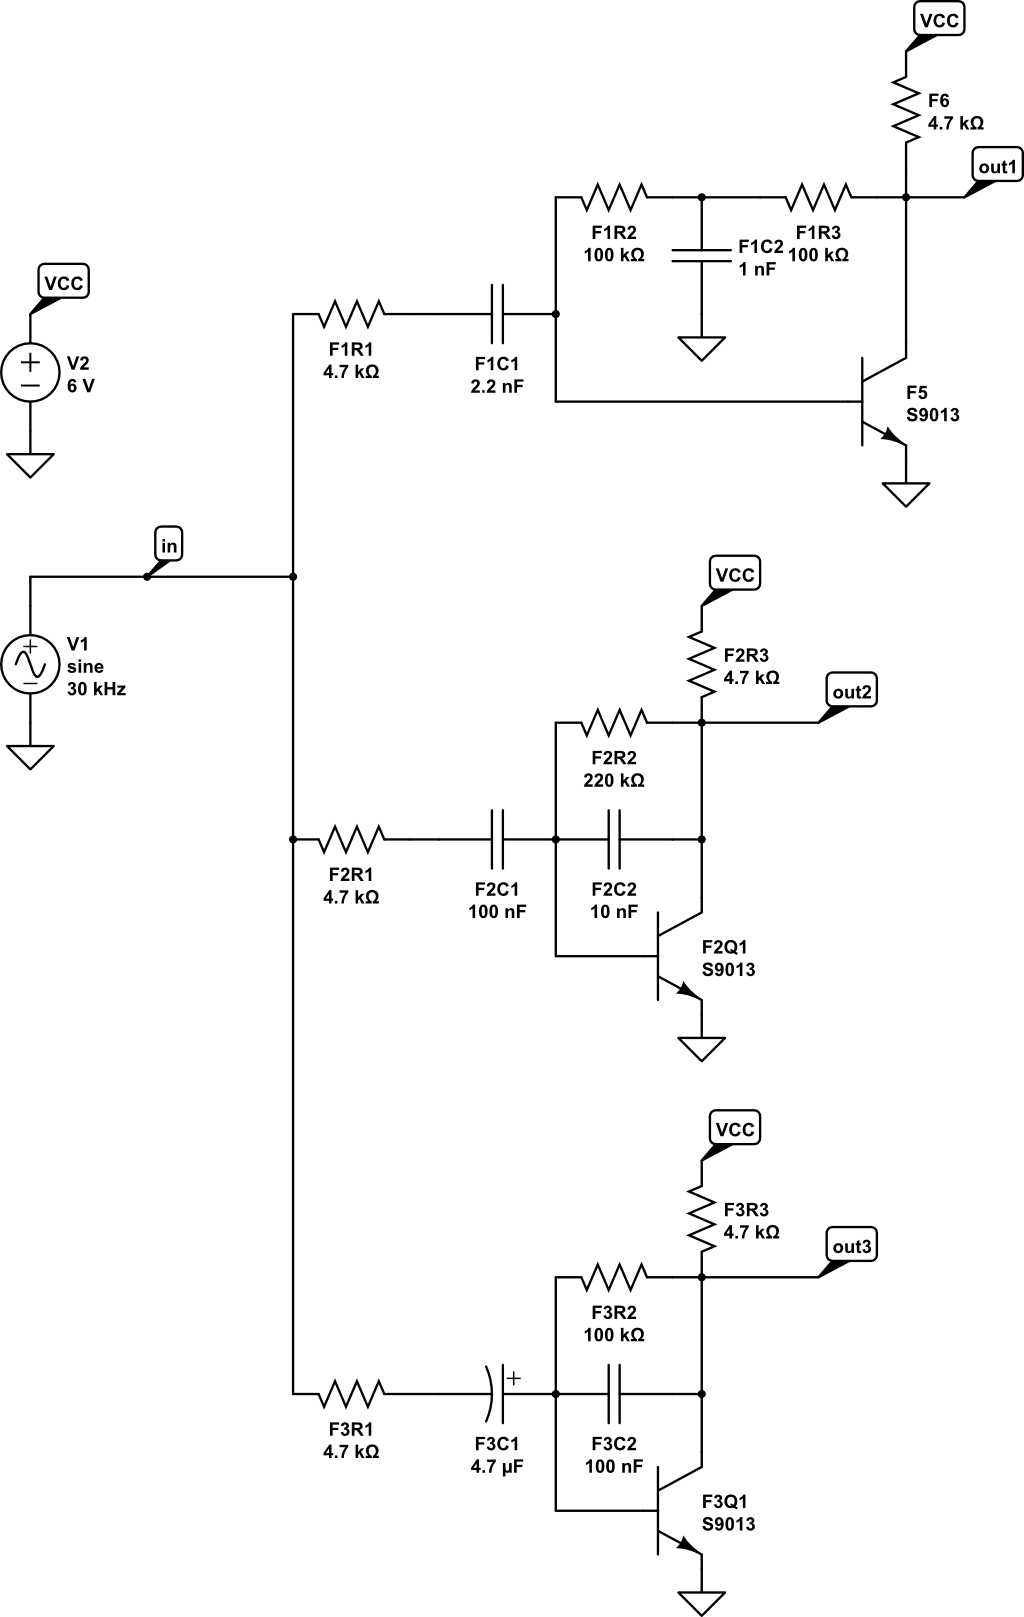 VCC
F6
4.7 kΩ
out1
F1R2
100 kΩ
F1C2
1 nF
F1R3
100 kΩ
VCC
V2
6 V
F1R1
4.7 kΩ
F1C1
2.2 nF
F5
S9013
in
V1
sine
30 kHz
VCC
F2R3
4.7 kΩ
out2
F2R2
220 kΩ
F2R1
4.7 kΩ
F2C1
100 nF
F2C2
10 nF
F2Q1
S9013
VCC
F3R3
4.7 kΩ
out3
F3R2
100 kΩ
F3R1
4.7 kΩ
F3C1
4.7 µF
F3C2
100 nF
F3Q1
S9013